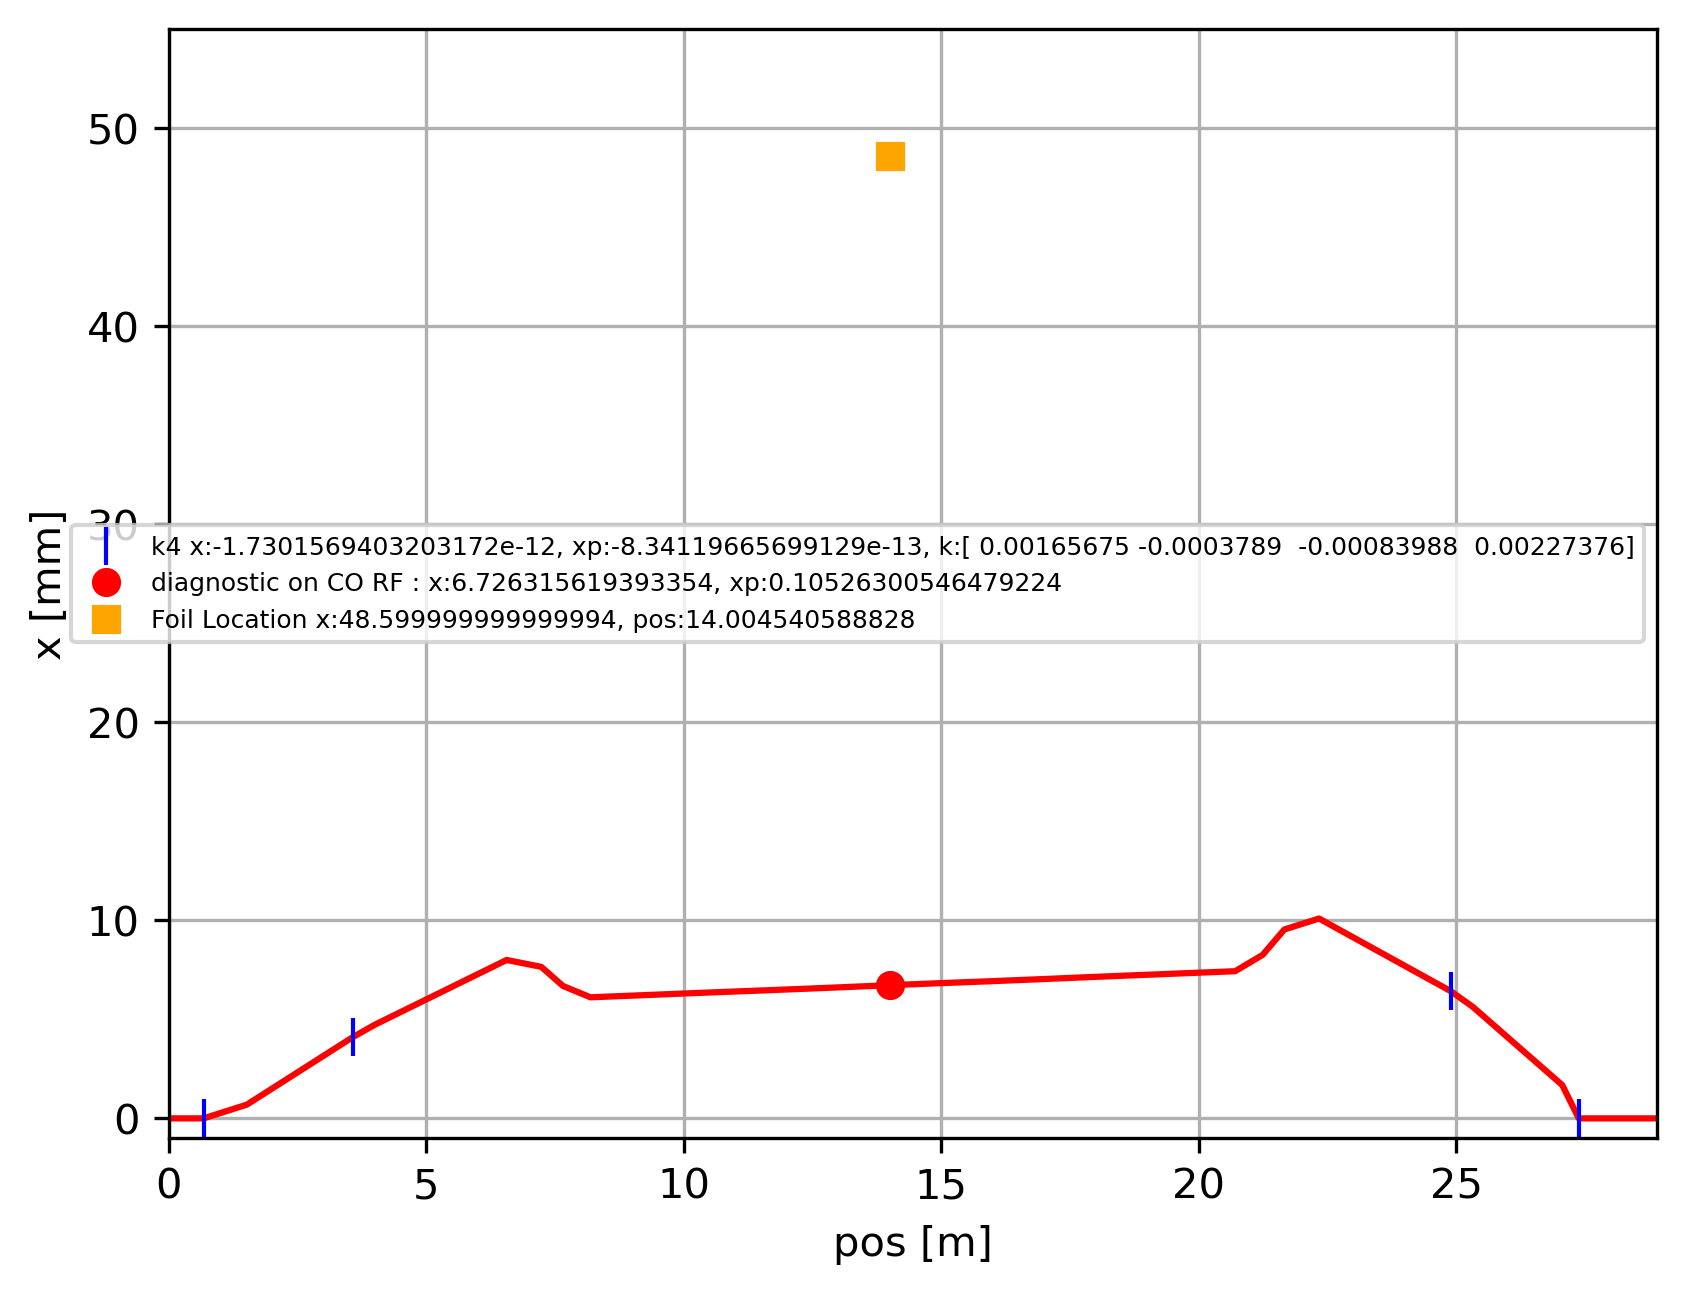 50
40
30
20
10
0
x [mm]
k4 x:-1.7301569403203172e-12, xp:-8.34119665699129e-13, k:[ 0.00165675 -0.0003789  -0.00083988  0.00227376]
diagnostic on CO RF : x:6.726315619393354, xp:0.10526300546479224
Foil Location x:48.599999999999994, pos:14.004540588828
0 5 10 15 20 25
pos [m]